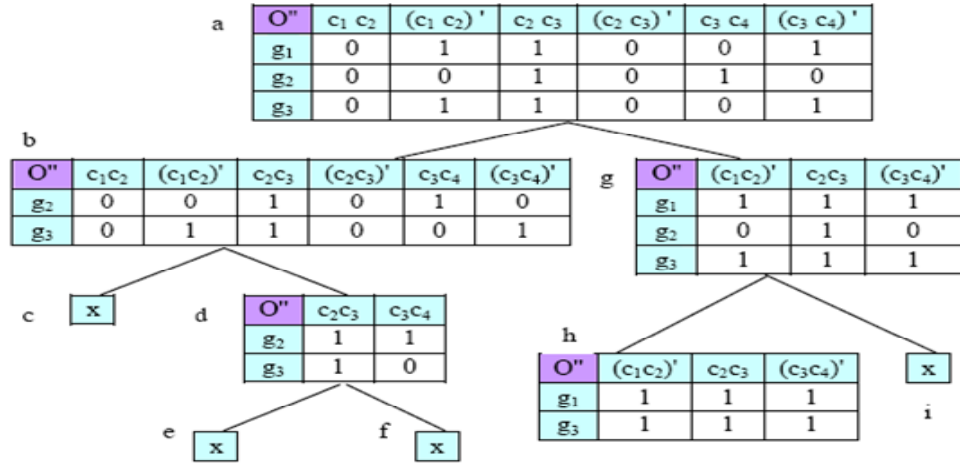 a
O" c₁ c₂ (c₁ c₂) ' c₂ c₃ (c₂ c₃) ' c₃ c₄ (c₃ c₄) '
g₁ 0 1 1 0 0 1
g₂ 0 0 1 0 1 0
g₃ 0 1 1 0 0 1
b
O" c₁c₂ (c₁c₂)' c₂c₃ (c₂c₃)' c₃c₄ (c₃c₄)'
g₂ 0 0 1 0 1 0
g₃ 0 1 1 0 0 1
g
O" (c₁c₂)' c₂c₃ (c₃c₄)'
g₁ 1 1 1
g₂ 0 1 0
g₃ 1 1 1
c
x
d
O" c₂c₃ c₃c₄
g₂ 1 1
g₃ 1 0
e
x
f
x
h
O" (c₁c₂)' c₂c₃ (c₃c₄)'
g₁ 1 1 1
g₃ 1 1 1
x
i